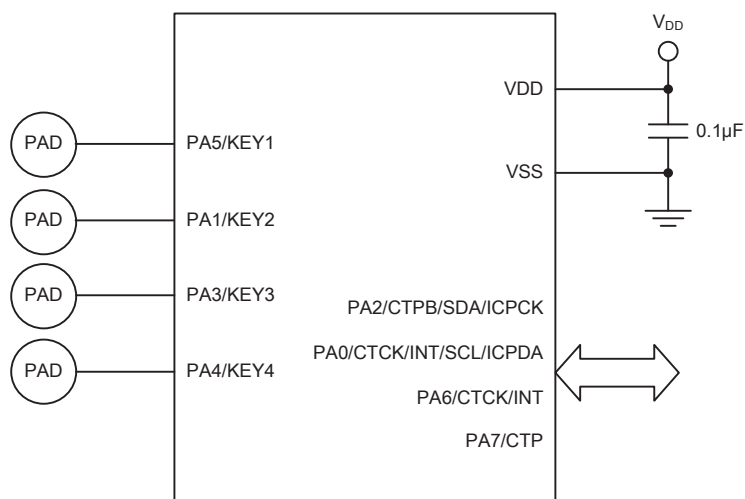 V_DD
VDD
0.1µF
PAD
PA5/KEY1
VSS
PAD
PA1/KEY2
PAD
PA3/KEY3
PA2/CTPB/SDA/ICPCK
PA0/CTCK/INT/SCL/ICPDA
PAD
PA4/KEY4
PA6/CTCK/INT
PA7/CTP